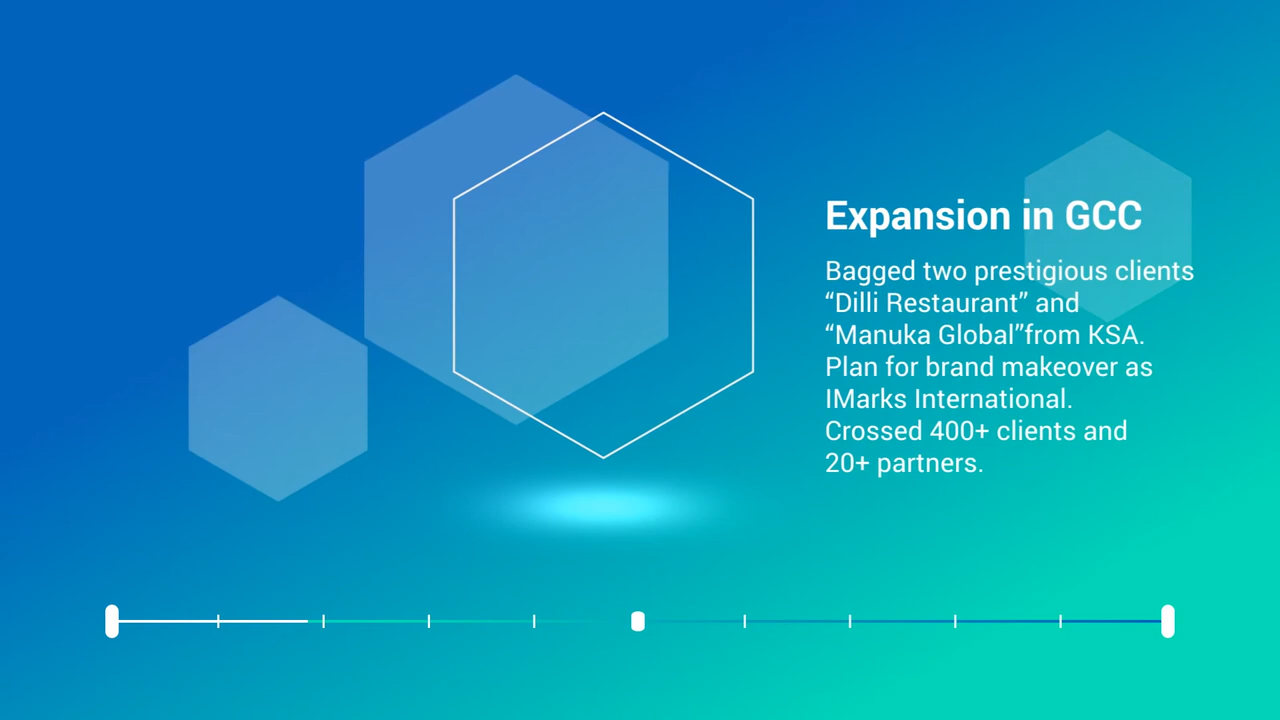 Expansion in GCC
Bagged two prestigious clients
“Dilli Restaurant” and
“Manuka Global”from KSA.
Plan for brand makeover as
IMarks International.
Crossed 400+ clients and
20+ partners.